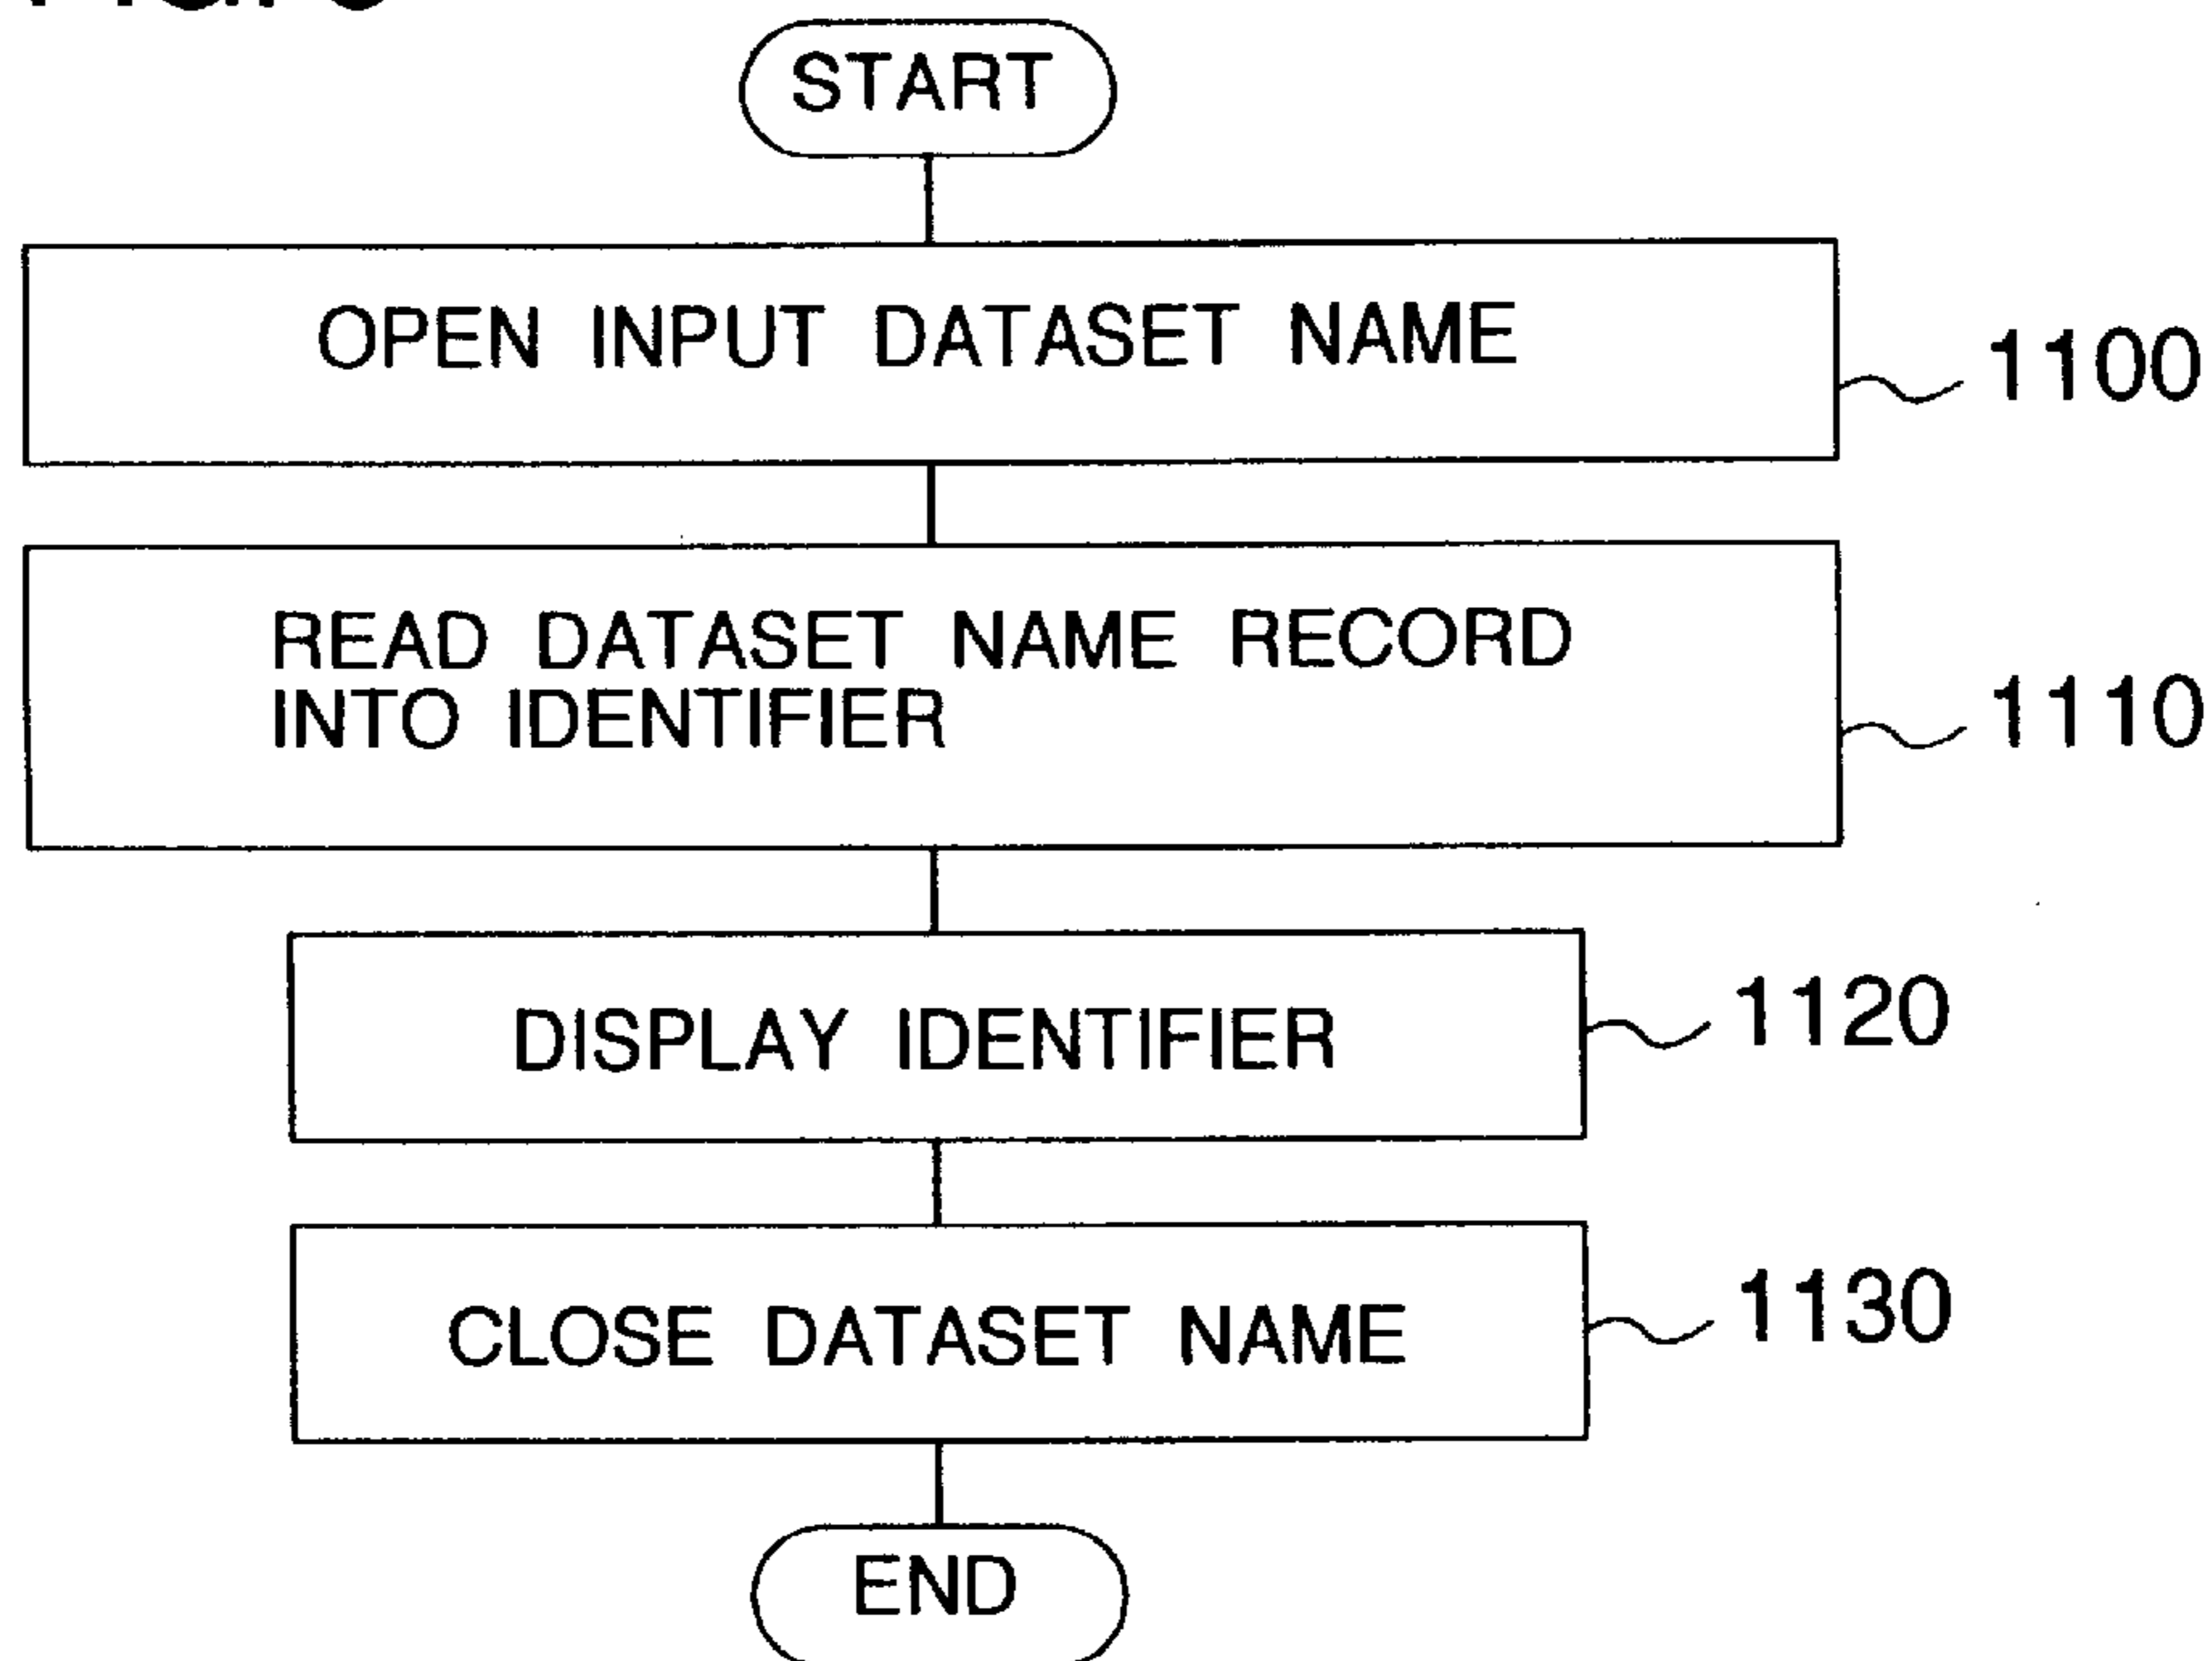 START
OPEN INPUT DATASET NAME
1100
READ DATASET NAME RECORD
INTO IDENTIFIER
1110
DISPLAY IDENTIFIER
1120
CLOSE DATASET NAME
1130
END